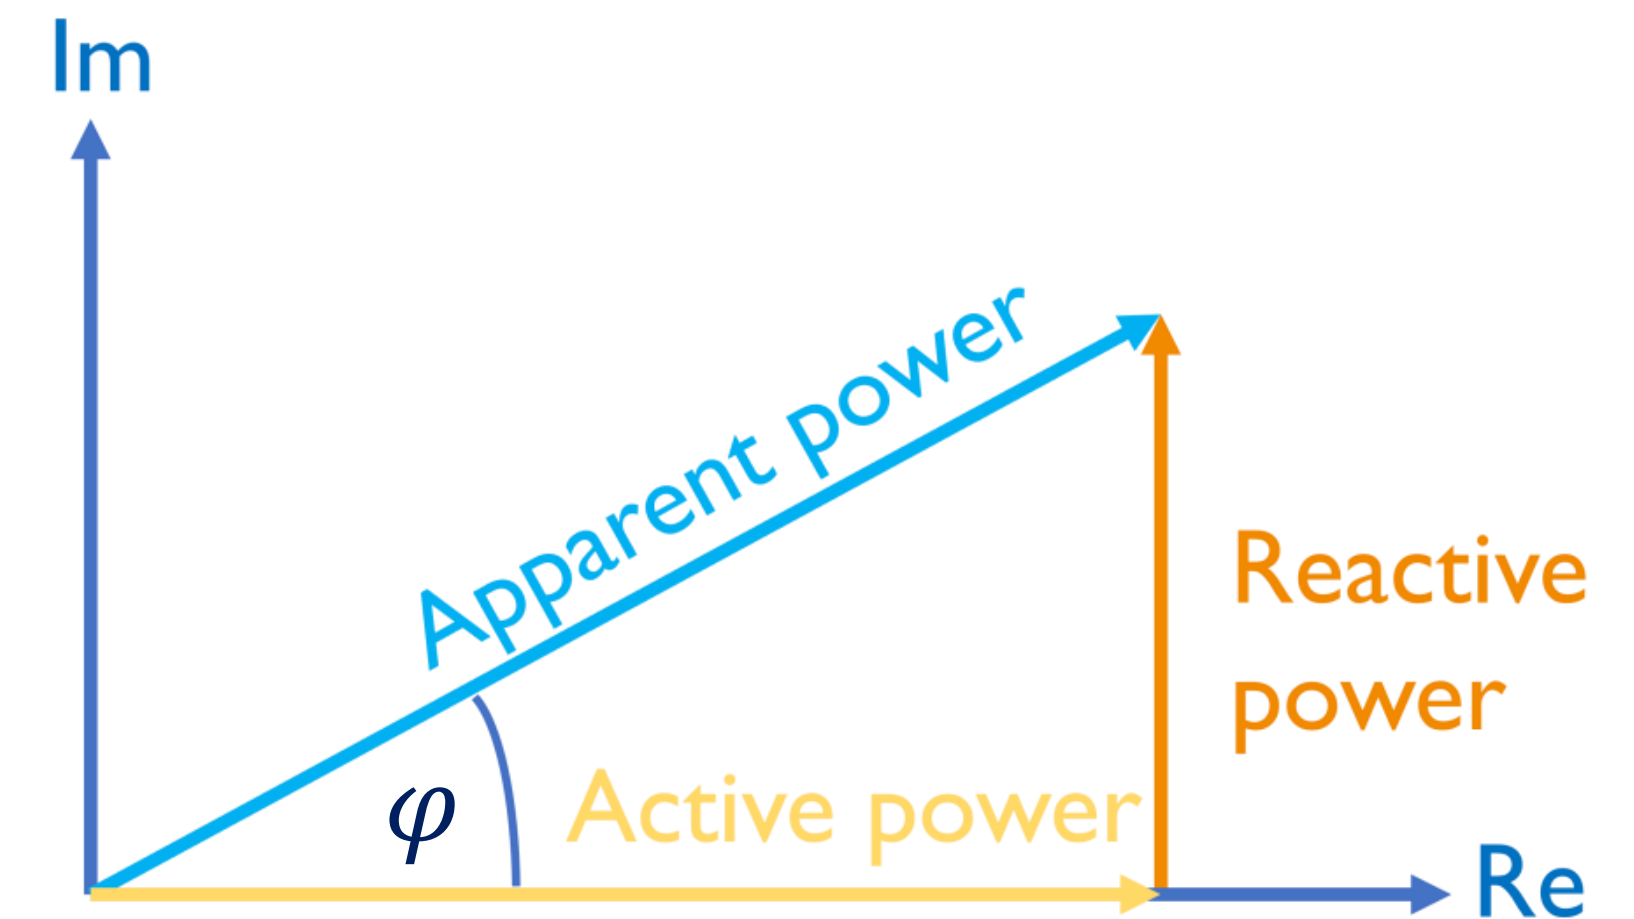 Im
Apparent power
Reactive
power
φ
Active power
Re